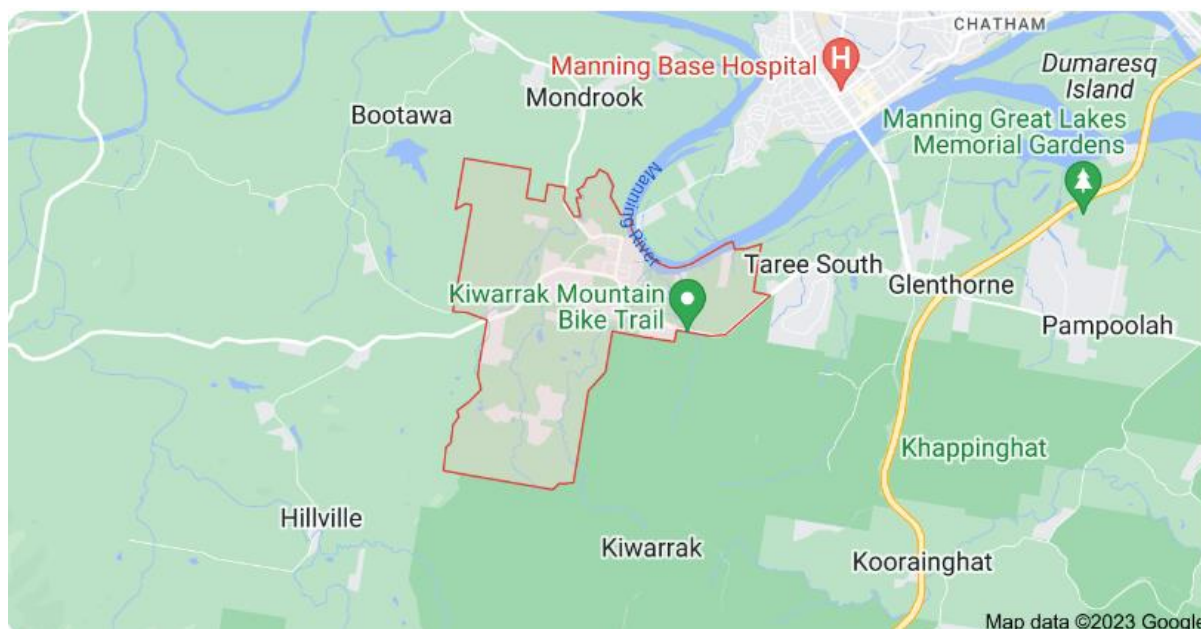 CHATHAM
Manning Base Hospital
H
Dumaresq
Island
Mondrook
Bootawa
Manning Great Lakes
Memorial Gardens
Manning River
Taree South
Glenthorne
Kiwarrak Mountain
Bike Trail
Pampoolah
Khappinghat
Hillville
Kiwarrak
Koorainghat
Map data ©2023 Google